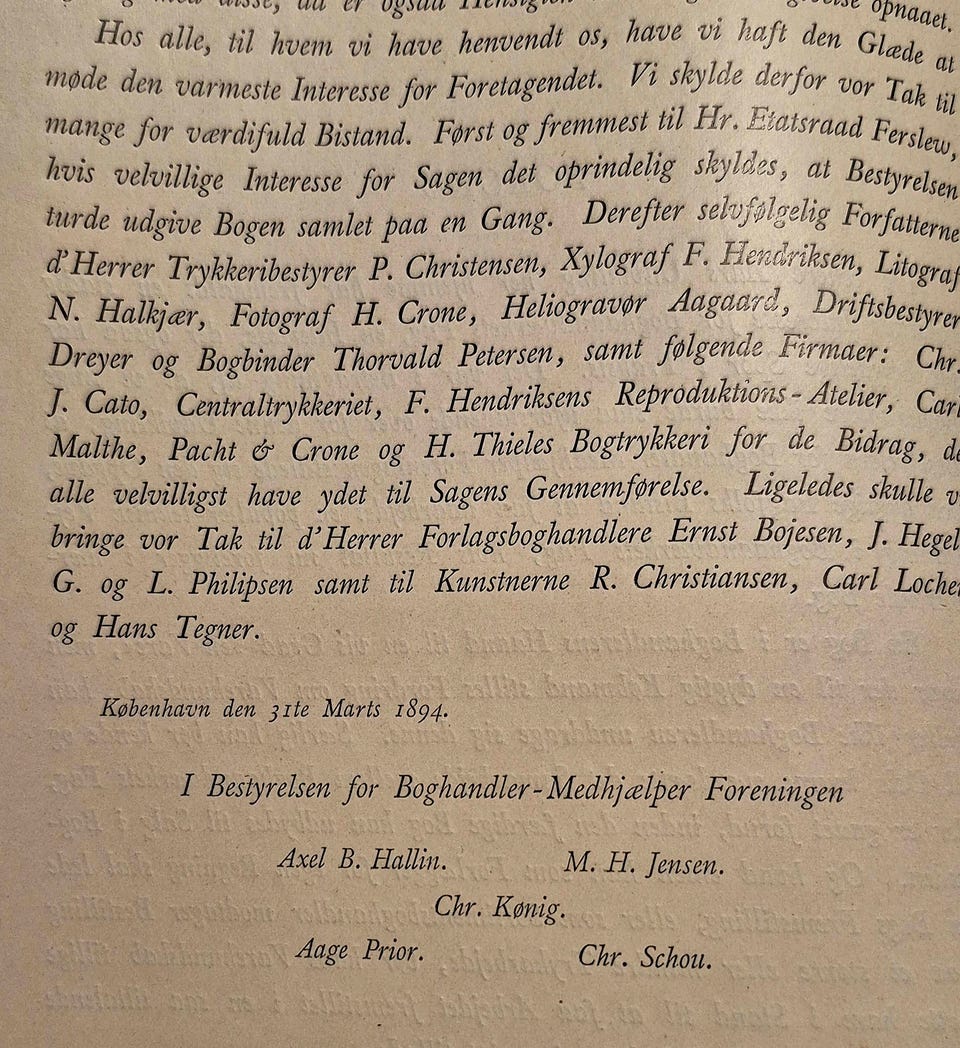 opnaaet.
Hos alle, til hvem vi have henvendt os, have vi haft den Glæde at
møde den varmeste Interesse for Foretagendet. Vi skylde derfor vor Tak til
mange for værdifuld Bistand. Først og fremmest til Hr. Etatsraad Ferslew,
hvis velvillige Interesse for Sagen det oprindelig skyldes, at Bestyrelsen
turde udgive Bogen samlet paa en Gang. Derefter selvfølgelig Forfatterne
d'Herrer Trykkeribestyrer P. Christensen, Xylograf F. Hendriksen, Litograf
N. Halkjær, Fotograf H. Crone, Heliogravør Aagaard, Driftsbestyrer
Dreyer og Bogbinder Thorvald Petersen, samt følgende Firmaer: Chr.
J. Cato, Centraltrykkeriet, F. Hendriksens Reproduktions-Atelier, Carl
Malthe, Pacht & Crone og H. Thieles Bogtrykkeri for de Bidrag, de
alle velvilligst have ydet til Sagens Gennemførelse. Ligeledes skulle v
bringe vor Tak til d'Herrer Forlagsboghandlere Ernst Bojesen, J. Hegel
G. og L. Philipsen samt til Kunstnerne R. Christiansen, Carl Locher
og Hans Tegner.
København den 31te Marts 1894.
I Bestyrelsen for Boghandler-Medhjælper Foreningen
Axel B. Hallin. M. H. Jensen.
Chr. Kønig.
Aage Prior. Chr. Schou.